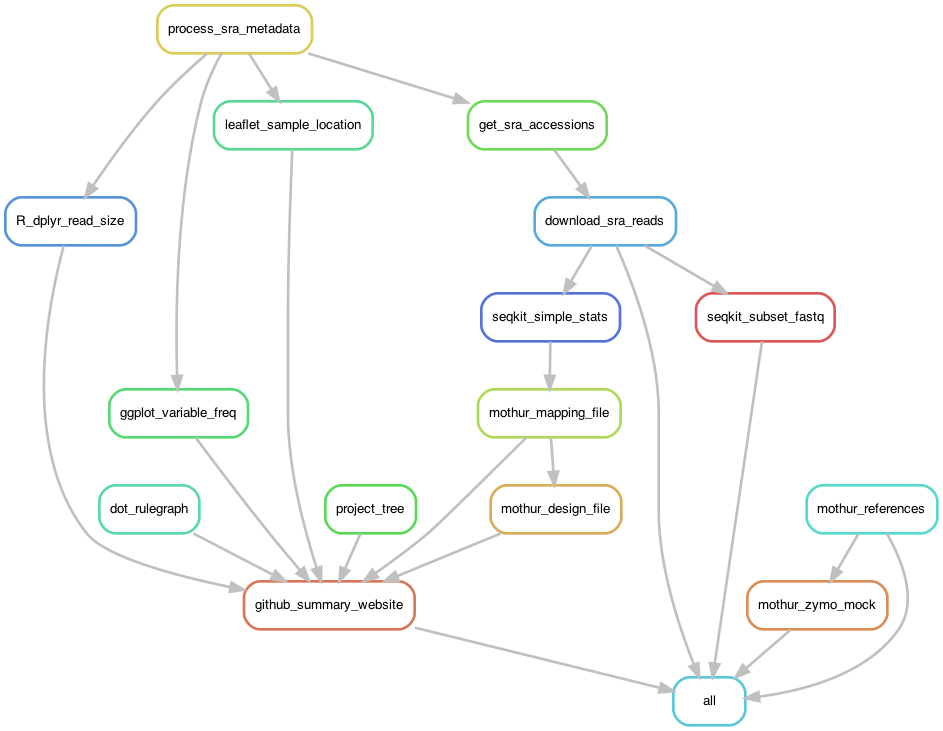 process_sra_metadata
leaflet_sample_location
get_sra_accessions
R_dplyr_read_size
download_sra_reads
seqkit_simple_stats
seqkit_subset_fastq
ggplot_variable_freq
mothur_mapping_file
dot_rulegraph
project_tree
mothur_design_file
mothur_references
github_summary_website
mothur_zymo_mock
all